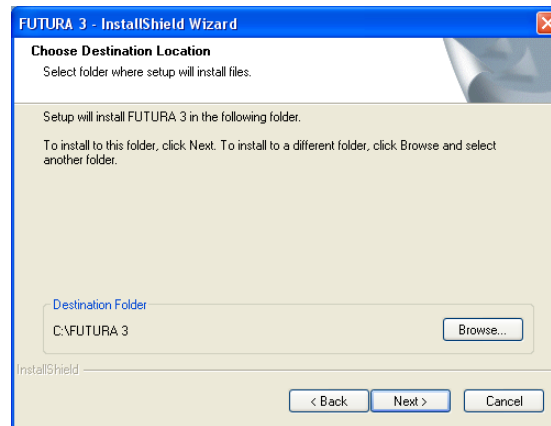 FUTURA 3 - InstallShield Wizard
Choose Destination Location
Select folder where setup will install files.
Setup will install FUTURA 3 in the following folder.
To install to this folder, click Next. To install to a different folder, click Browse and select
another folder.
Destination Folder
C:\FUTURA 3
Browse...
InstallShield
< Back
Next >
Cancel